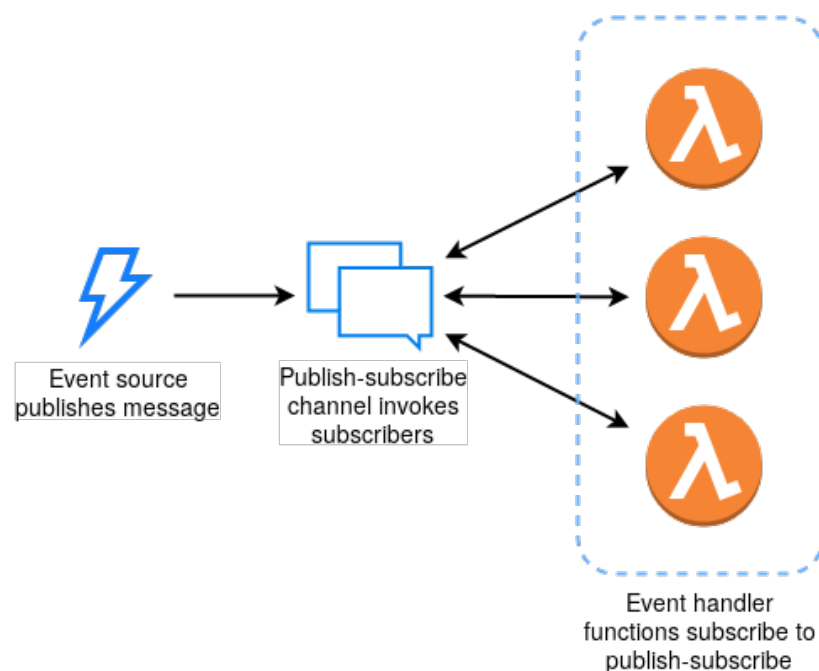 Event source
publishes message
Publish-subscribe
channel invokes
subscribers
λ
λ
λ
Event handler
functions subscribe to
publish-subscribe